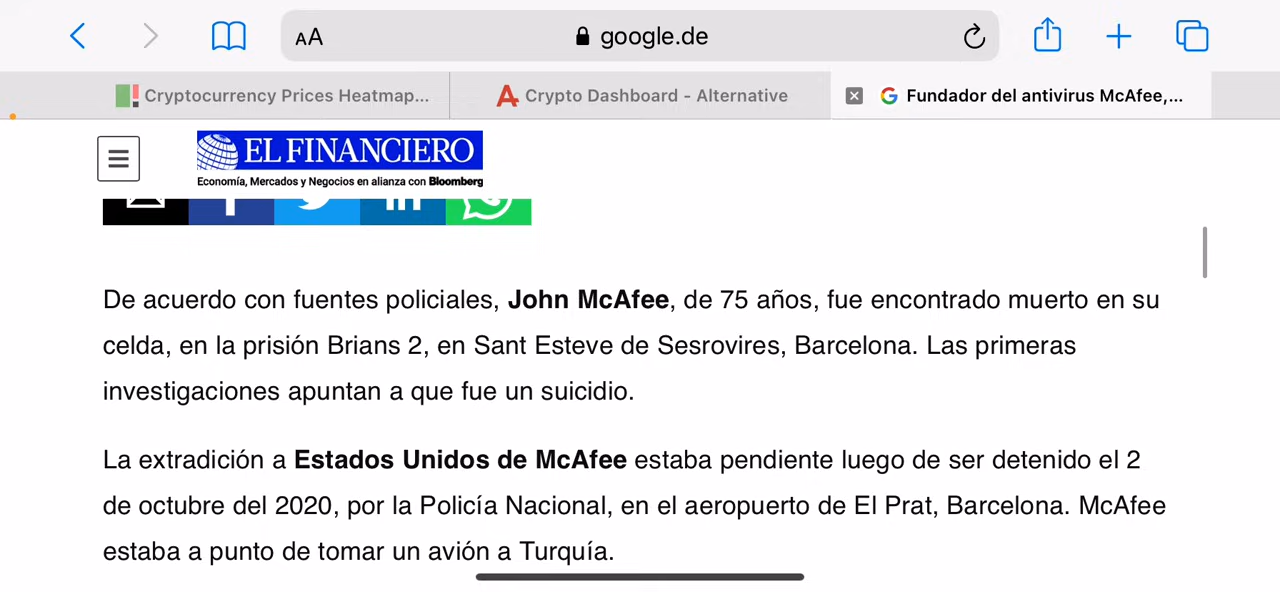 AA google.de
Cryptocurrency Prices Heatmap... Crypto Dashboard - Alternative Fundador del antivirus McAfee,...
EL FINANCIERO
Economía, Mercados y Negocios en alianza con Bloomberg
De acuerdo con fuentes policiales, John McAfee, de 75 años, fue encontrado muerto en su
celda, en la prisión Brians 2, en Sant Esteve de Sesrovires, Barcelona. Las primeras
investigaciones apuntan a que fue un suicidio.
La extradición a Estados Unidos de McAfee estaba pendiente luego de ser detenido el 2
de octubre del 2020, por la Policía Nacional, en el aeropuerto de El Prat, Barcelona. McAfee
estaba a punto de tomar un avión a Turquía.